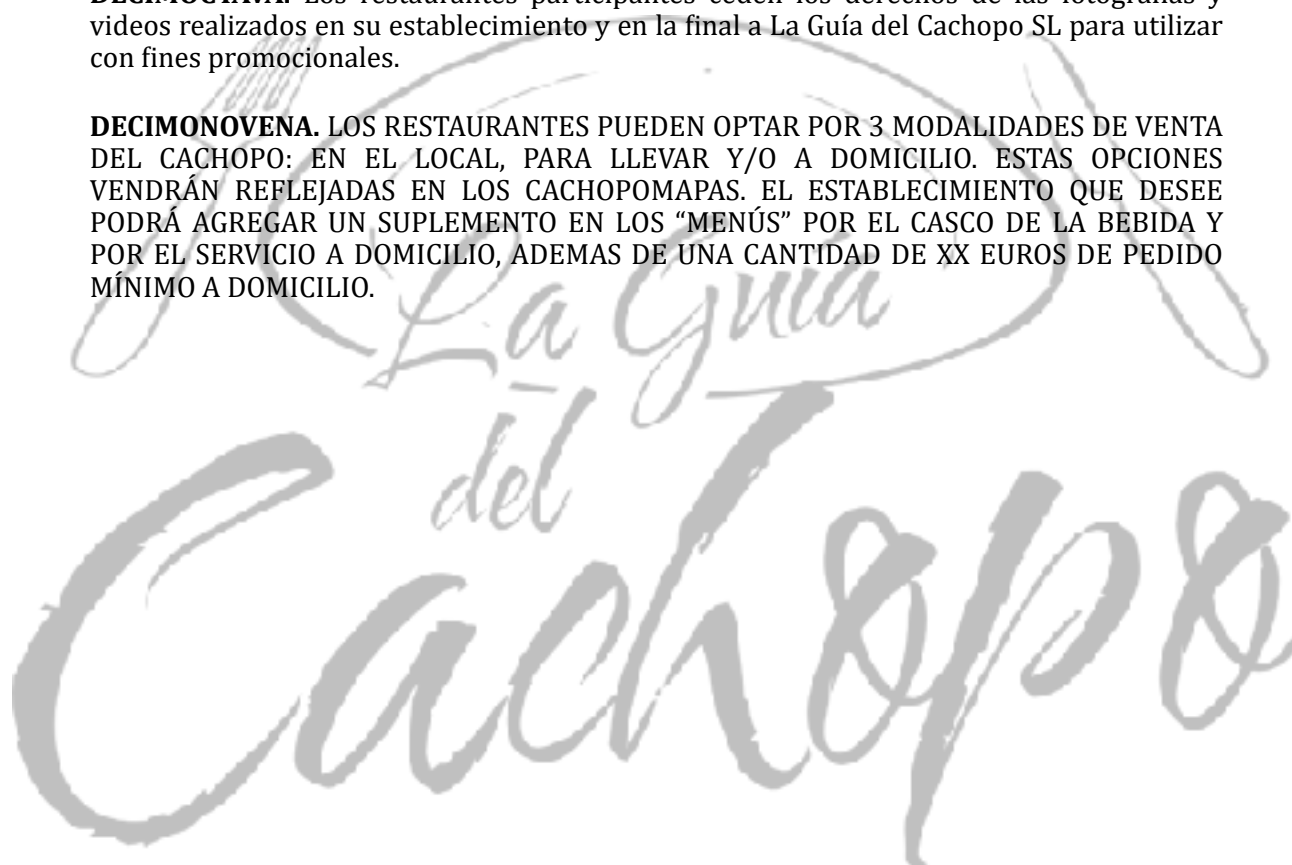 DECIMOCTAVA. Los restaurantes participantes ceden los derechos de las fotografías y
videos realizados en su establecimiento y en la final a La Guía del Cachopo SL para utilizar
con fines promocionales.
DECIMONOVENA. LOS RESTAURANTES PUEDEN OPTAR POR 3 MODALIDADES DE VENTA
DEL CACHOPO: EN EL LOCAL, PARA LLEVAR Y/O A DOMICILIO. ESTAS OPCIONES
VENDRÁN REFLEJADAS EN LOS CACHOPOMAPAS. EL ESTABLECIMIENTO QUE DESEE
PODRÁ AGREGAR UN SUPLEMENTO EN LOS “MENÚS” POR EL CASCO DE LA BEBIDA Y
POR EL SERVICIO A DOMICILIO, ADEMAS DE UNA CANTIDAD DE XX EUROS DE PEDIDO
MÍNIMO A DOMICILIO.
La Guía
del
Cachopo